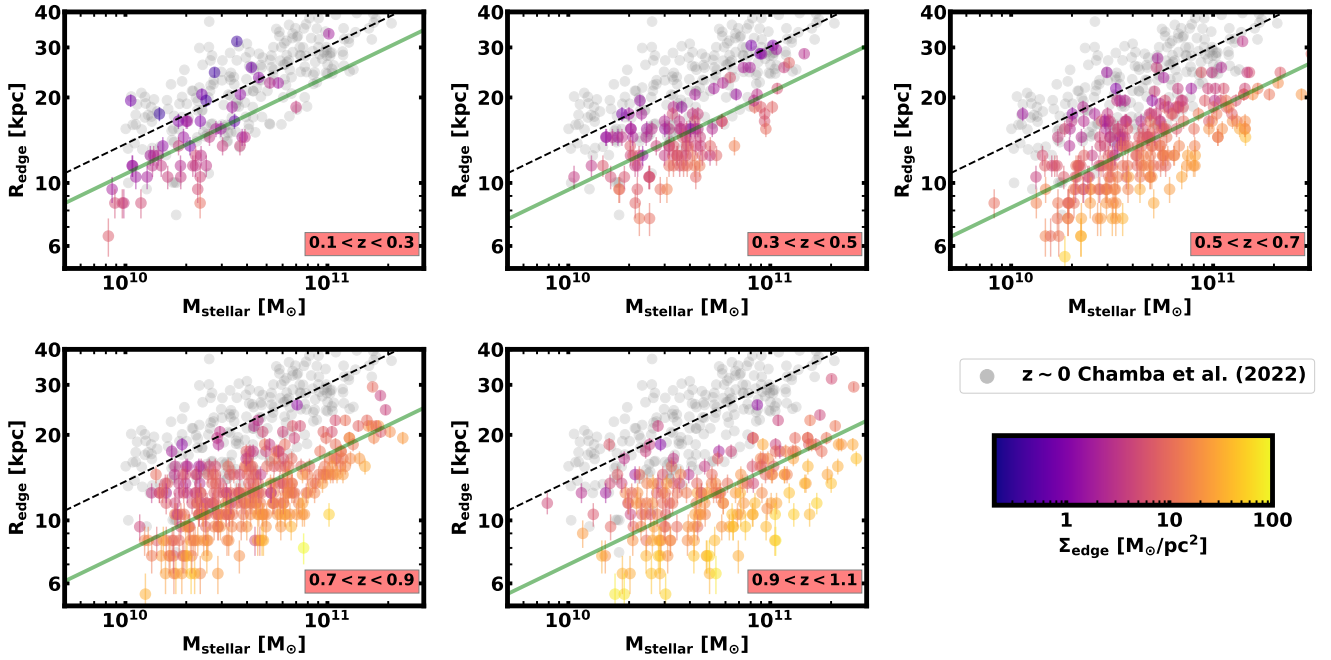 40
30
20
10
6
R_edge [kpc]
10^10
10^11
M_stellar [M_⊙]
0.1 < z < 0.3
40
30
20
10
6
R_edge [kpc]
10^10
10^11
M_stellar [M_⊙]
0.3 < z < 0.5
40
30
20
10
6
R_edge [kpc]
10^10
10^11
M_stellar [M_⊙]
0.5 < z < 0.7
40
30
20
10
6
R_edge [kpc]
10^10
10^11
M_stellar [M_⊙]
0.7 < z < 0.9
40
30
20
10
6
R_edge [kpc]
10^10
10^11
M_stellar [M_⊙]
0.9 < z < 1.1
z ~ 0 Chamba et al. (2022)
1 10 100
Σ_edge [M_⊙/pc^2]